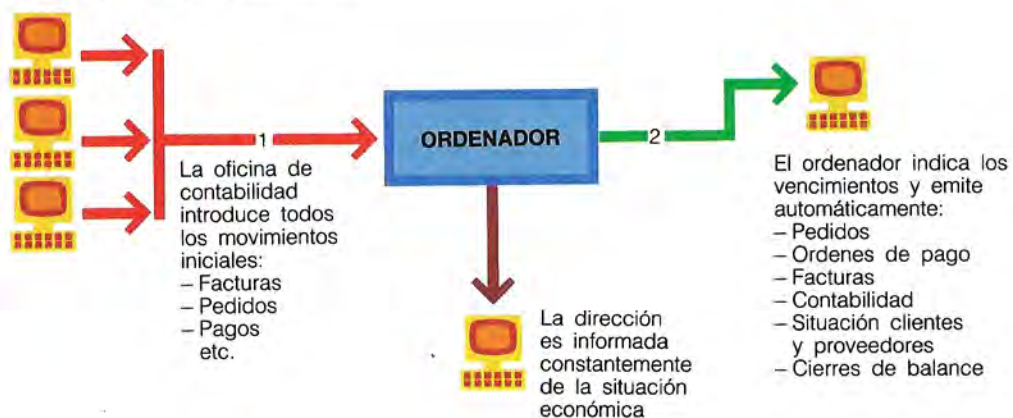 1
La oficina de
contabilidad
introduce todos
los movimientos
iniciales:
– Facturas
– Pedidos
– Pagos
etc.
ORDENADOR
2
El ordenador indica los
vencimientos y emite
automáticamente:
– Pedidos
– Ordenes de pago
– Facturas
– Contabilidad
– Situación clientes
y proveedores
– Cierres de balance
La dirección
es informada
constantemente
de la situación
económica